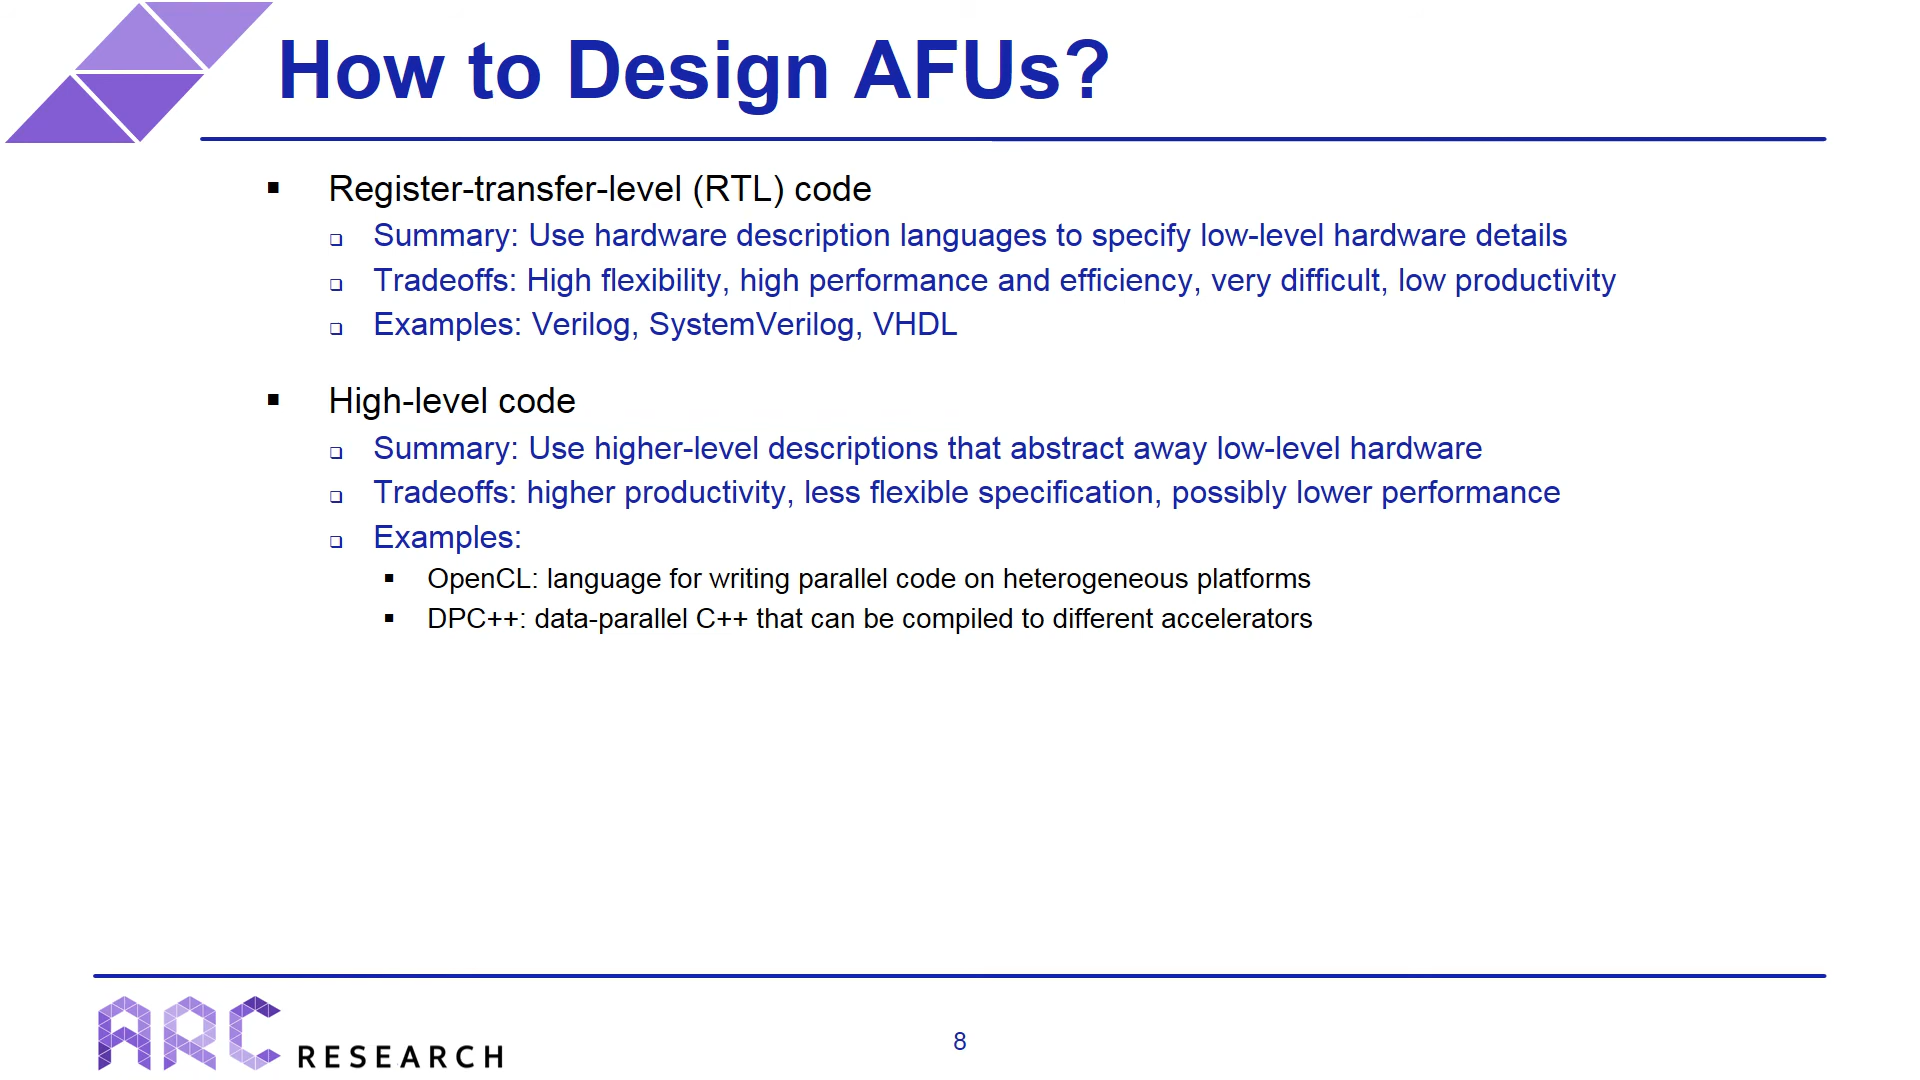 How to Design AFUs?
▪ Register-transfer-level (RTL) code
❑ Summary: Use hardware description languages to specify low-level hardware details
❑ Tradeoffs: High flexibility, high performance and efficiency, very difficult, low productivity
❑ Examples: Verilog, SystemVerilog, VHDL
▪ High-level code
❑ Summary: Use higher-level descriptions that abstract away low-level hardware
❑ Tradeoffs: higher productivity, less flexible specification, possibly lower performance
❑ Examples:
▪ OpenCL: language for writing parallel code on heterogeneous platforms
▪ DPC++: data-parallel C++ that can be compiled to different accelerators
ARC RESEARCH
8